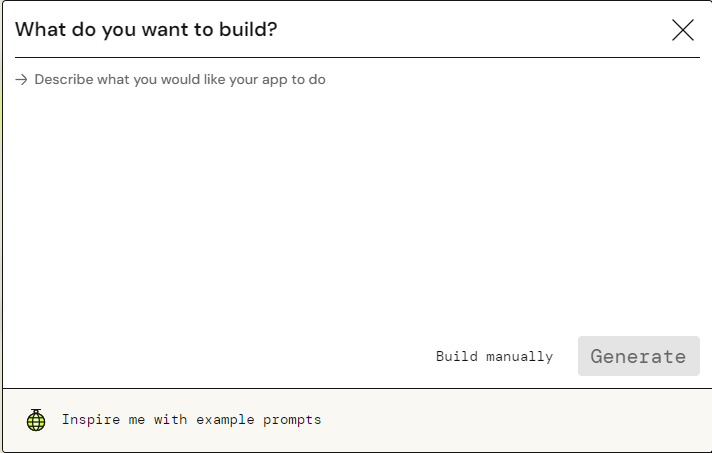 What do you want to build?
→ Describe what you would like your app to do
Build manually
Generate
Inspire me with example prompts